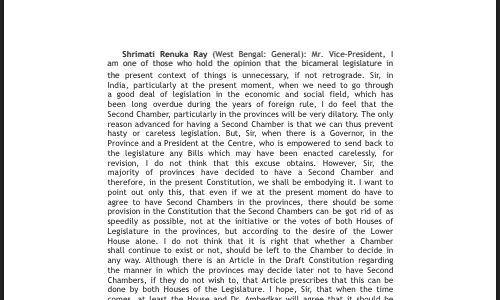 Shrimati Renuka Ray (West Bengal: General): Mr. Vice-President, I
am one of those who hold the opinion that the bicameral legislature in
the present context of things is unnecessary, if not retrograde. Sir, in
India, particularly at the present moment, when we need to go through
a good deal of legislation in the economic and social field, which has
been long overdue during the years of foreign rule, I do feel that the
Second Chamber, particularly in the provinces will be very dilatory. The only
reason advanced for having a Second Chamber is that we can thus prevent
hasty or careless legislation. But, Sir, when there is a Governor, in the
Province and a President at the Centre, who is empowered to send back to
the legislature any Bills which may have been enacted carelessly, for
revision, I do not think that this excuse obtains. However, Sir, the
majority of provinces have decided to have a Second Chamber and
therefore, in the present Constitution, we shall be embodying it. I want to
point out only this, that even if we at the present moment do have to
agree to have Second Chambers in the provinces, there should be some
provision in the Constitution that the Second Chambers can be got rid of as
speedily as possible, not at the initiative or the votes of both Houses of
Legislature in the provinces, but according to the desire of the Lower
House alone. I do not think that it is right that whether a Chamber
shall continue to exist or not, should be left to the Chamber to decide in
any way. Although there is an Article in the Draft Constitution regarding
the manner in which the provinces may decide later not to have Second
Chambers, if they do not wish to, that Article prescribes that this can be
done by both Houses of the Legislature. I hope, Sir, that when the time
comes, at least the House and Dr. Ambedkar will agree that it should be